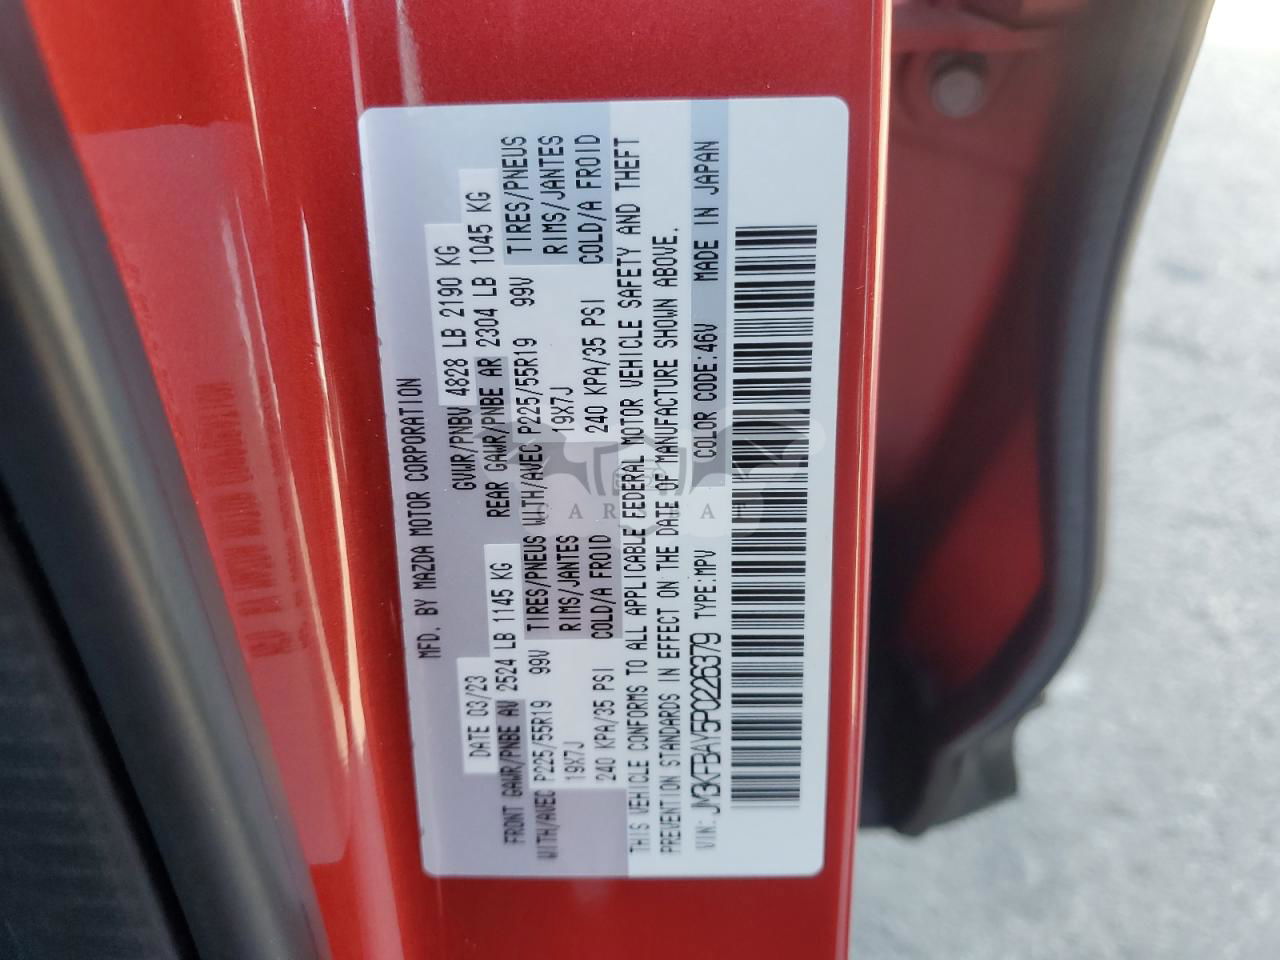 MFD. BY MAZDA MOTOR CORPORATION
DATE 03/23 GVWR/PNBV 4828 LB 2190 KG
FRONT GAWR/PNBE AV 2524 LB 1145 KG REAR GAWR/PNBE AR 2304 LB 1045 KG
WITH/AVEC P225/55R19 99V TIRES/PNEUS WITH/AVEC P225/55R19 99V TIRES/PNEUS
19X7J RIMS/JANTES 19X7J RIMS/JANTES
240 KPA/35 PSI COLD/A FROID 240 KPA/35 PSI COLD/A FROID
THIS VEHICLE CONFORMS TO ALL APPLICABLE FEDERAL MOTOR VEHICLE SAFETY AND THEFT
PREVENTION STANDARDS IN EFFECT ON THE DATE OF MANUFACTURE SHOWN ABOVE.
VIN: JM3KFBAY5P0226379 TYPE:MPV COLOR CODE:46V MADE IN JAPAN